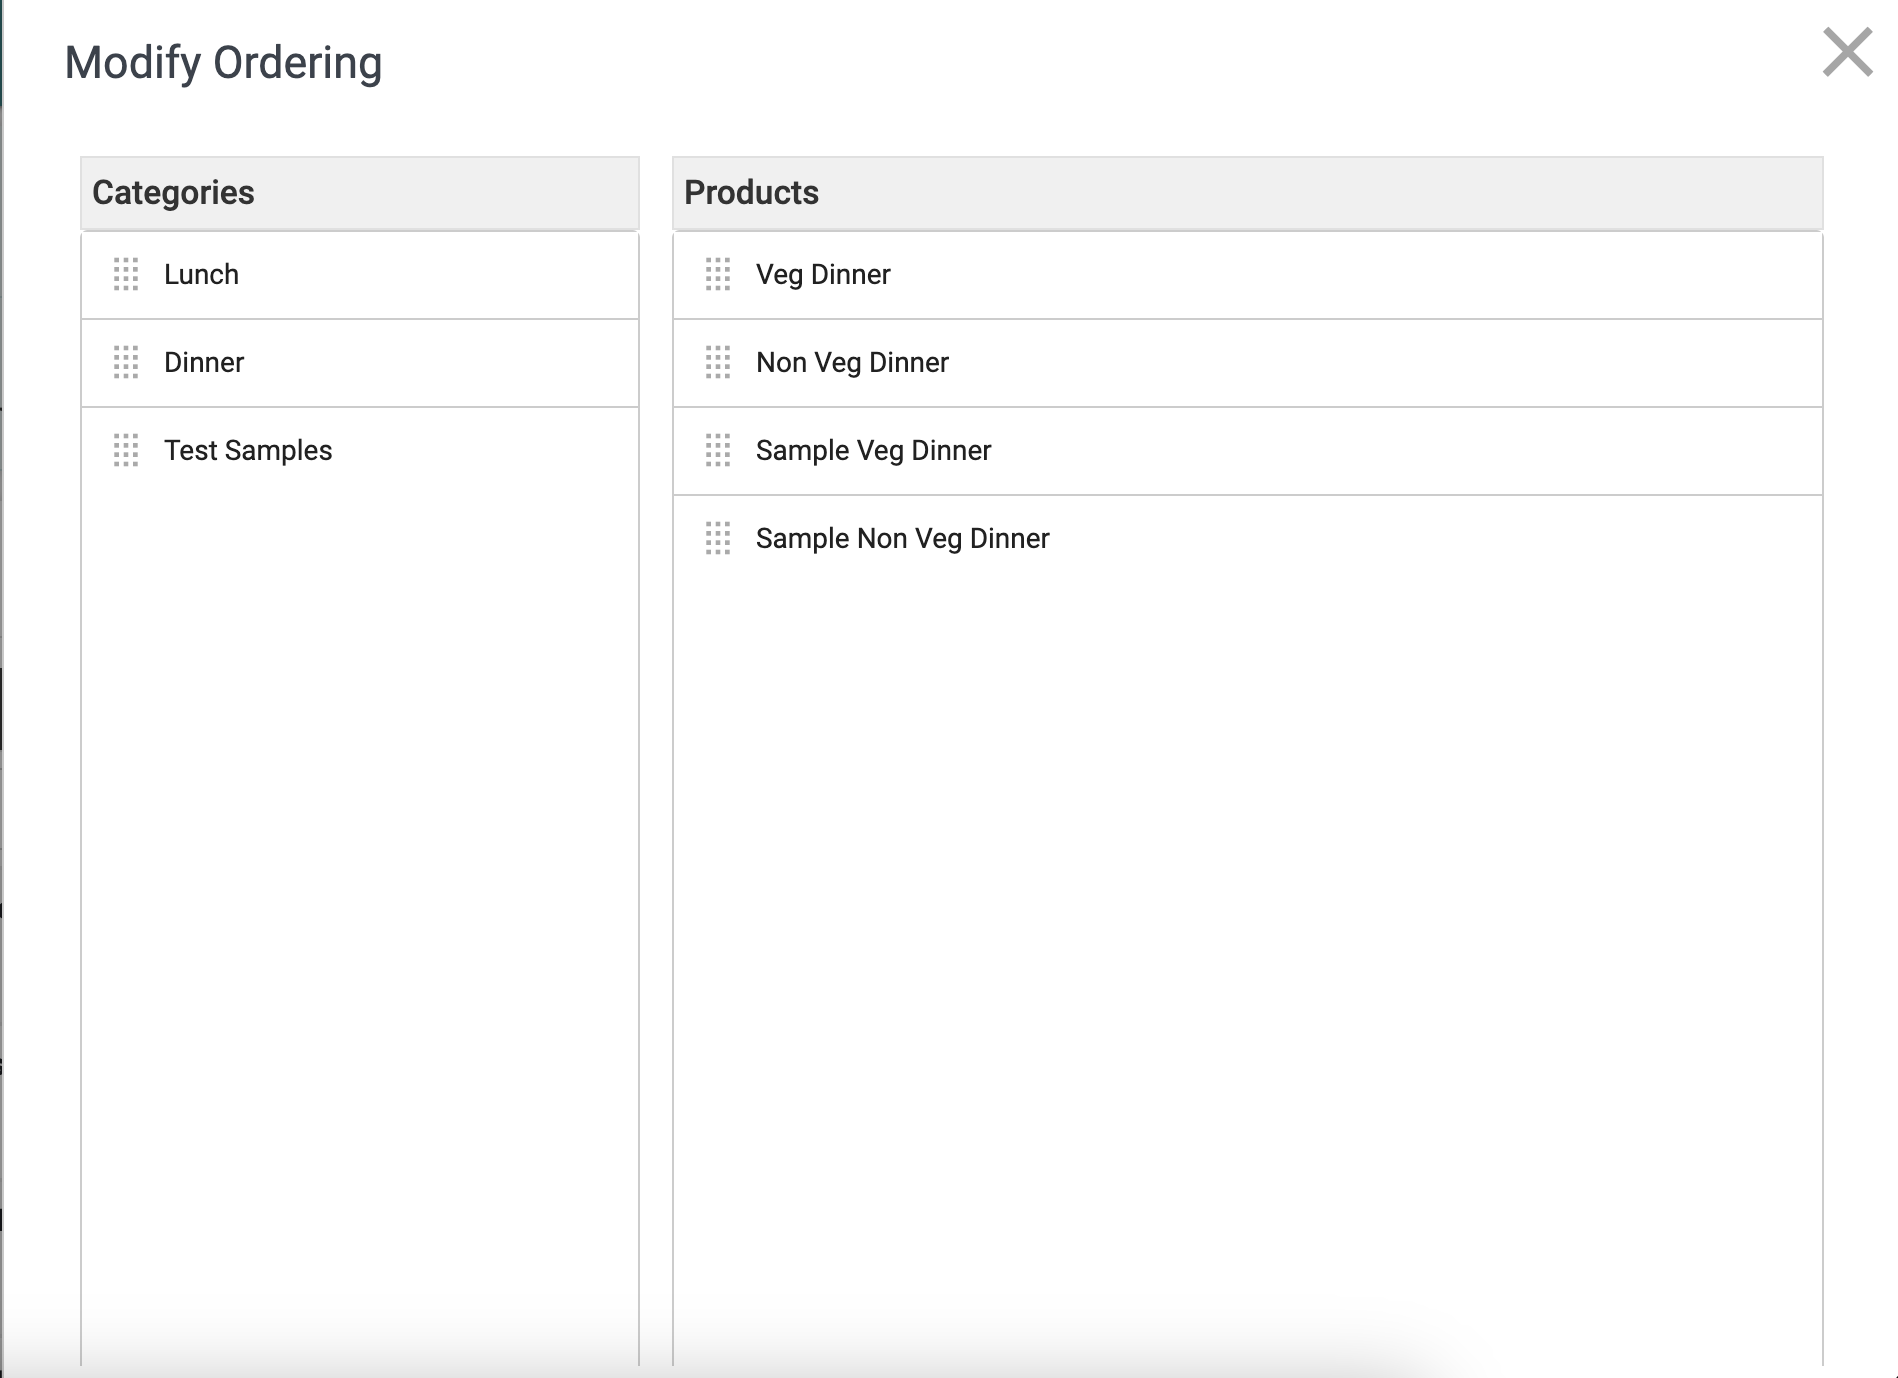 Modify Ordering
Categories
Lunch
Dinner
Test Samples
Products
Veg Dinner
Non Veg Dinner
Sample Veg Dinner
Sample Non Veg Dinner